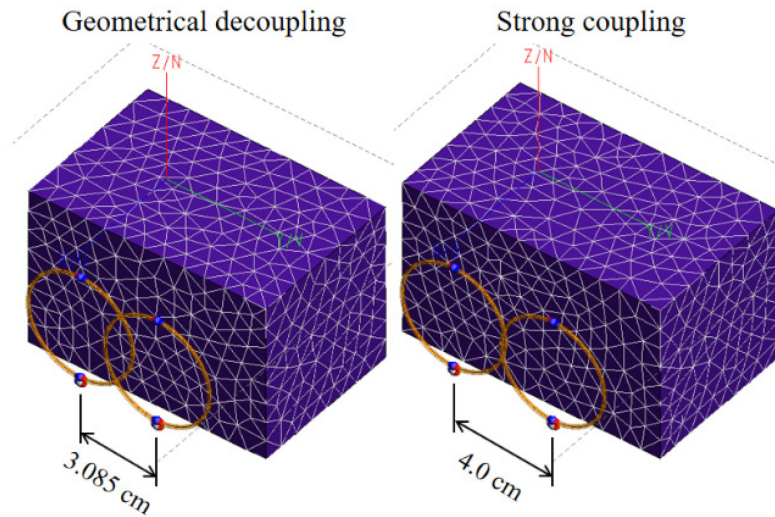 Geometrical decoupling
Strong coupling
Z/N
Z/N
Y/V
Y/V
3.085 cm
4.0 cm